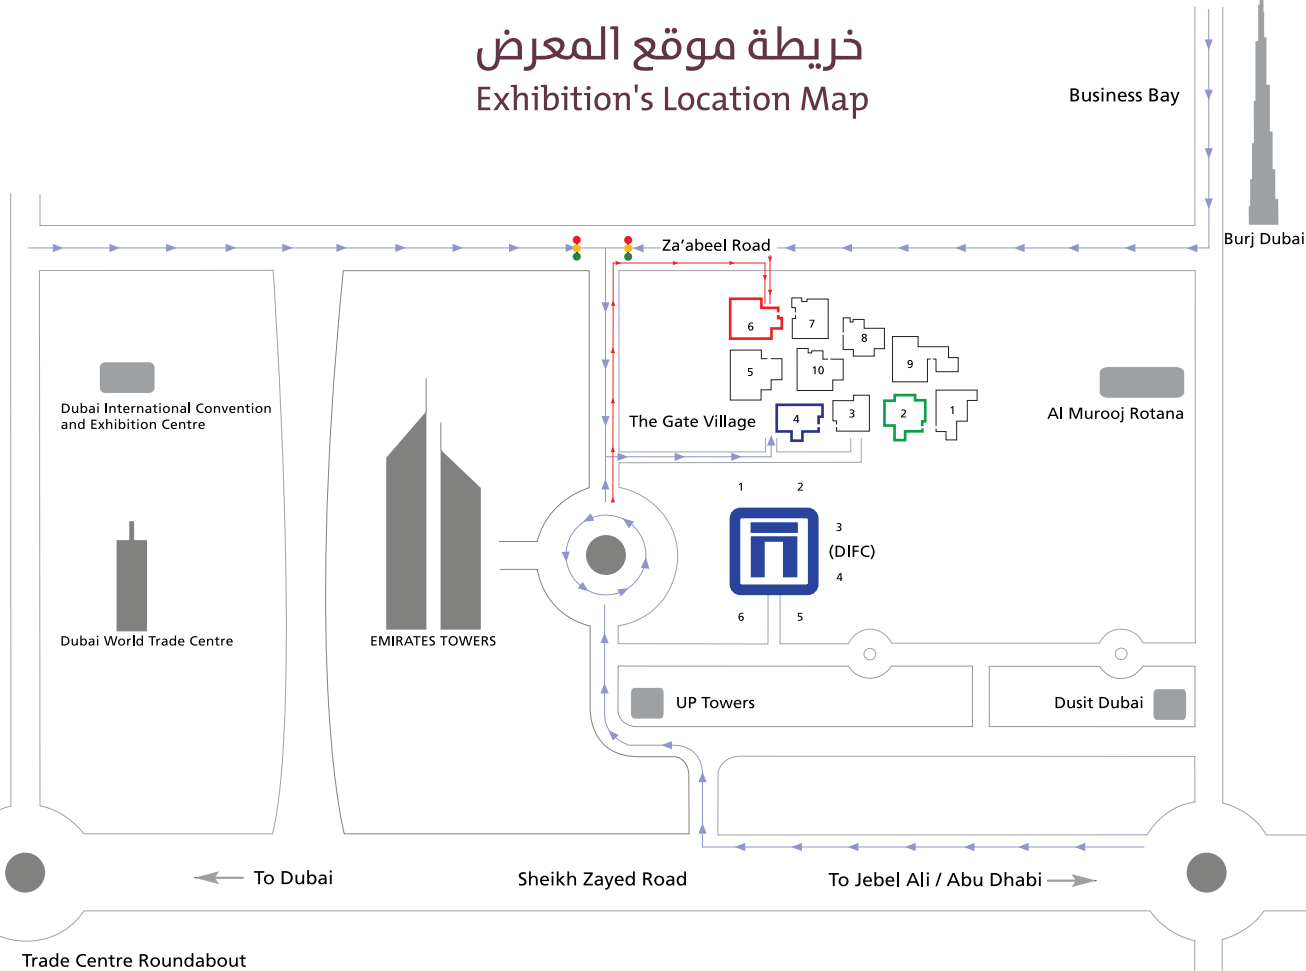 خريطة موقع المعرض
Exhibition's Location Map
Business Bay
Burj Dubai
Za'abeel Road
6
7
8
9
5
10
Dubai International Convention
and Exhibition Centre
The Gate Village
4
3
2
1
Al Murooj Rotana
1
2
3
(DIFC)
4
6
5
Dubai World Trade Centre
EMIRATES TOWERS
UP Towers
Dusit Dubai
To Dubai
Sheikh Zayed Road
To Jebel Ali / Abu Dhabi
Trade Centre Roundabout